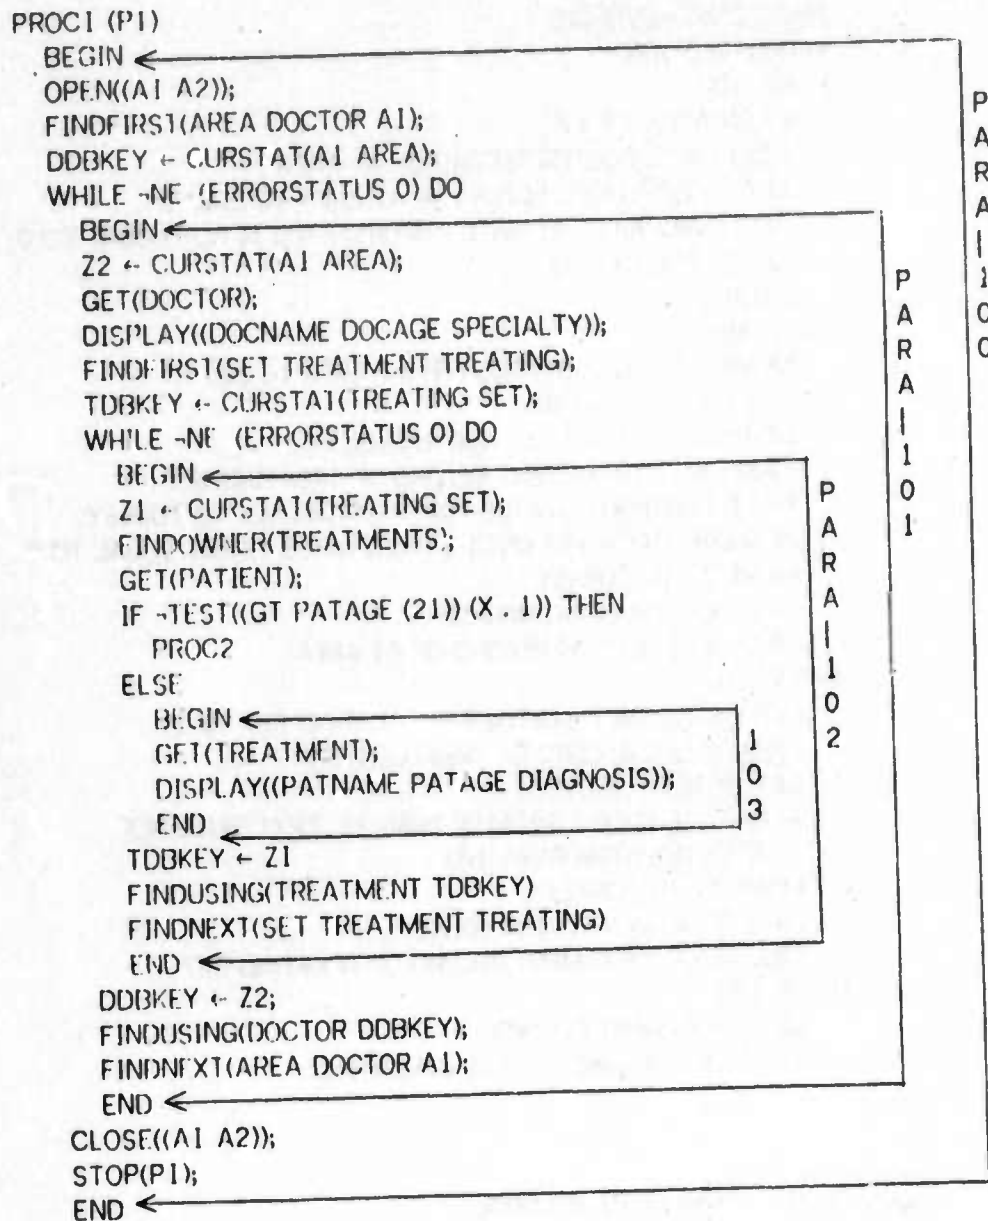 PROC1 (P1)
BEGIN
OPEN((A1 A2));
FINDFIRST(AREA DOCTOR A1);
DDBKEY ← CURSTAT(A1 AREA);
WHILE ¬NE (ERRORSTATUS 0) DO
BEGIN
Z2 ← CURSTAT(A1 AREA);
GET(DOCTOR);
DISPLAY((DOCNAME DOCAGE SPECIALTY));
FINDFIRST(SET TREATMENT TREATING);
TDBKEY ← CURSTAT(TREATING SET);
WHILE ¬NE (ERRORSTATUS 0) DO
BEGIN
Z1 ← CURSTAT(TREATING SET);
FINDOWNER(TREATMENTS);
GET(PATIENT);
IF ¬TEST((GT PATAGE (21)) (X . 1)) THEN
PROC2
ELSE
BEGIN
GET(TREATMENT);
DISPLAY((PATNAME PATAGE DIAGNOSIS));
END
TDBKEY ← Z1
FINDUSING(TREATMENT TDBKEY)
FINDNEXT(SET TREATMENT TREATING)
END
DDBKEY ← Z2;
FINDUSING(DOCTOR DDBKEY);
FINDNEXT(AREA DOCTOR A1);
END
CLOSE((A1 A2));
STOP(P1);
END
103
PARA|102
PARA|101
PARA|100